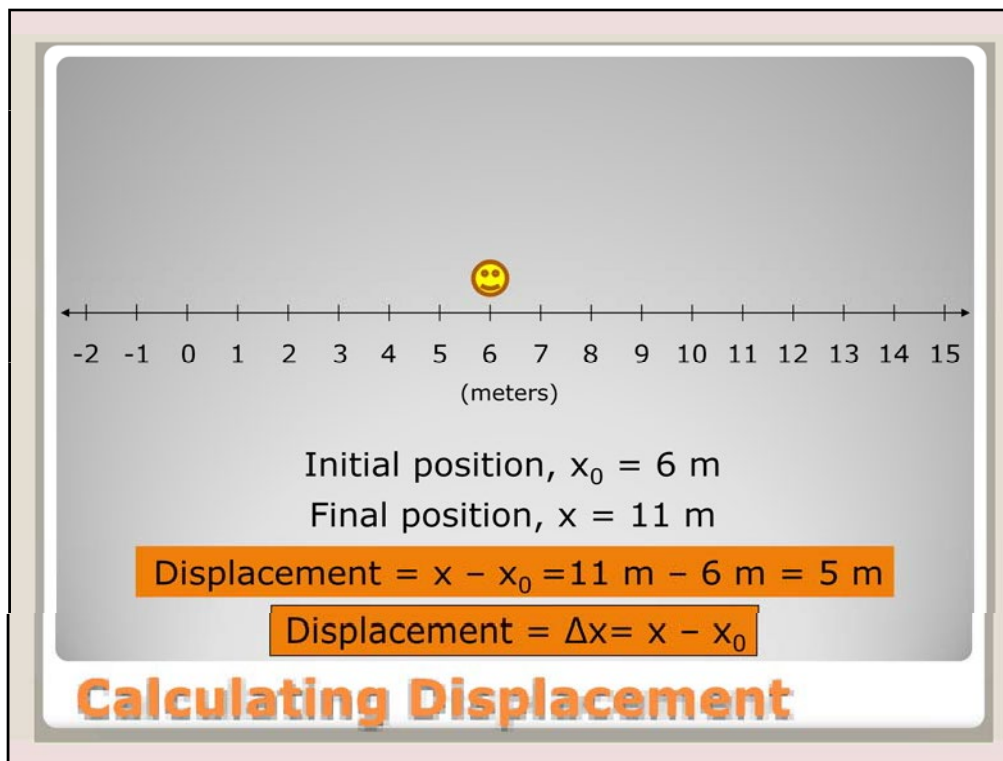 -2 -1 0 1 2 3 4 5 6 7 8 9 10 11 12 13 14 15
(meters)
Initial position, x₀ = 6 m
Final position, x = 11 m
Displacement = x – x₀ =11 m – 6 m = 5 m
Displacement = Δx= x – x₀
Calculating Displacement